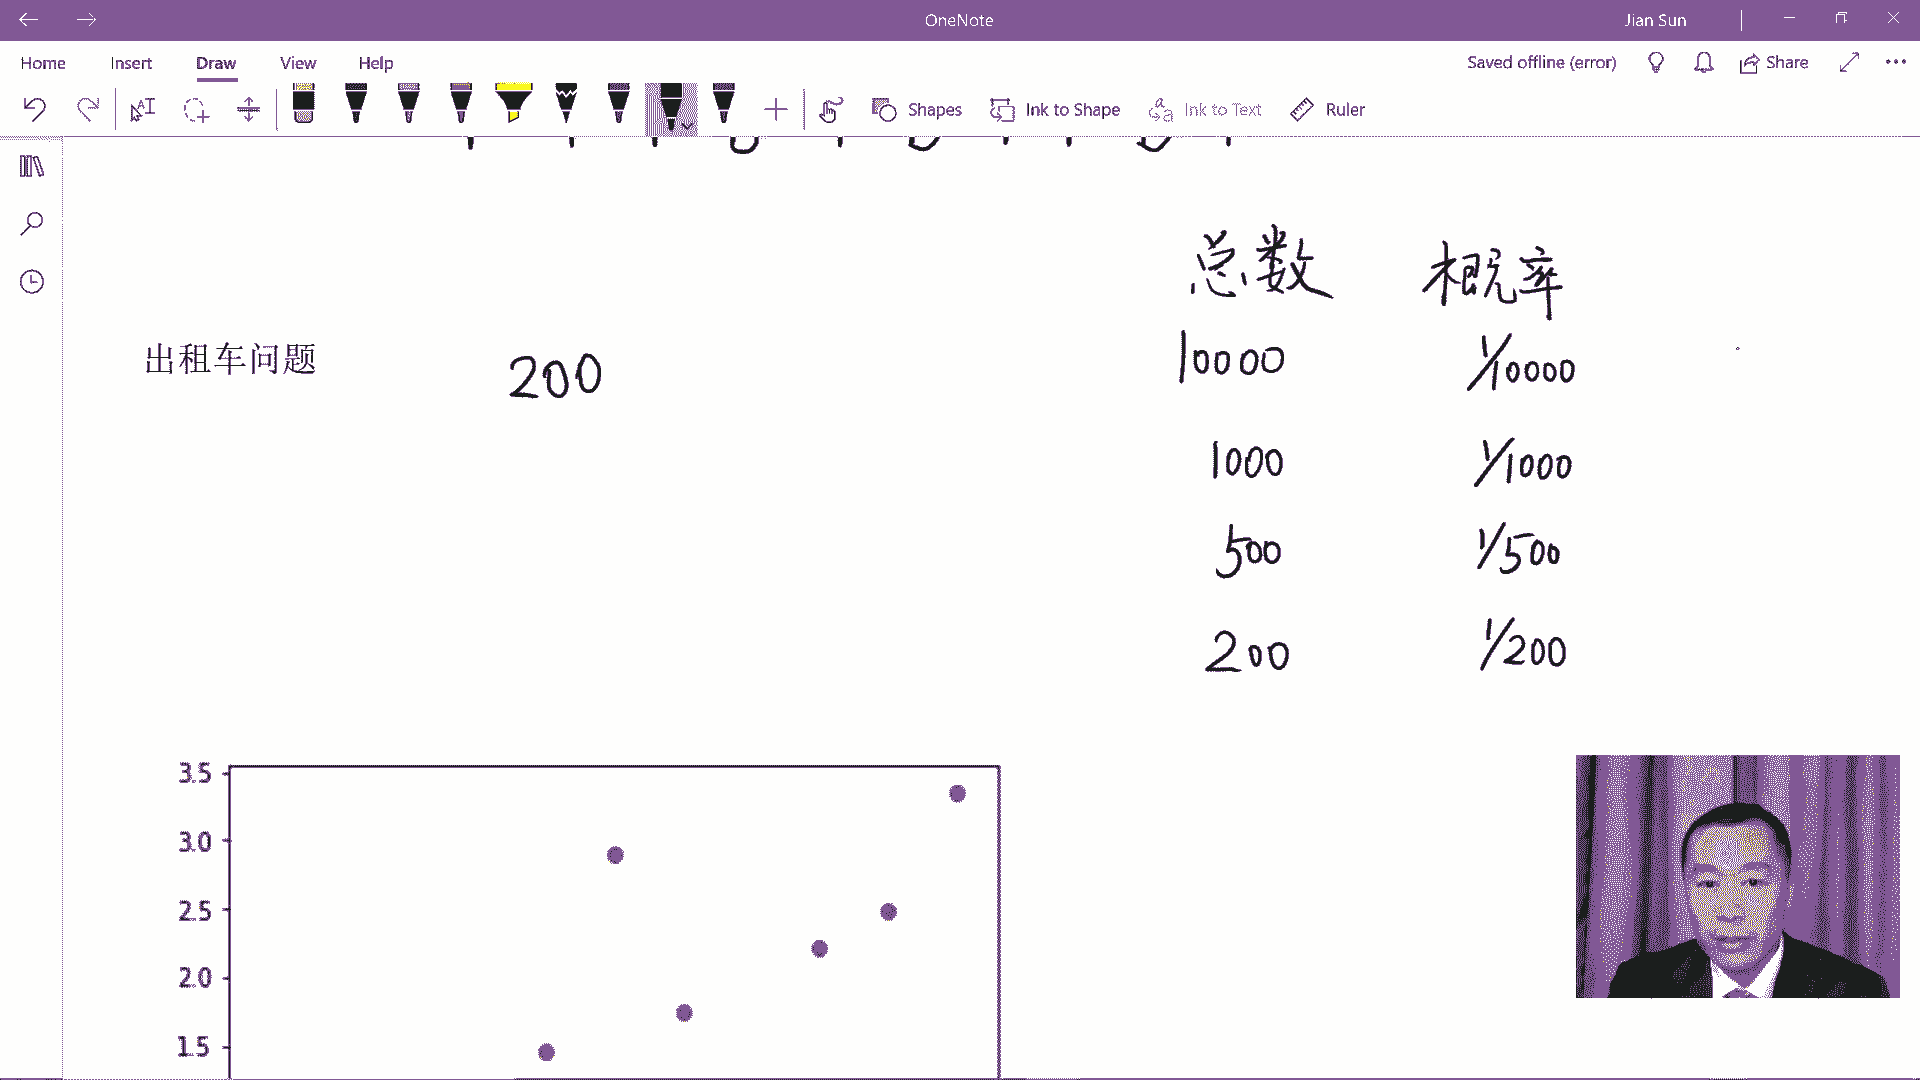 OneNote
Jian Sun
Home Insert Draw View Help
Saved offline (error) Share
Shapes Ink to Shape Ink to Text Ruler
总数 概率
出租车问题 200 10000 1/10000
1000 1/1000
500 1/500
200 1/200
3.5
3.0
2.5
2.0
1.5